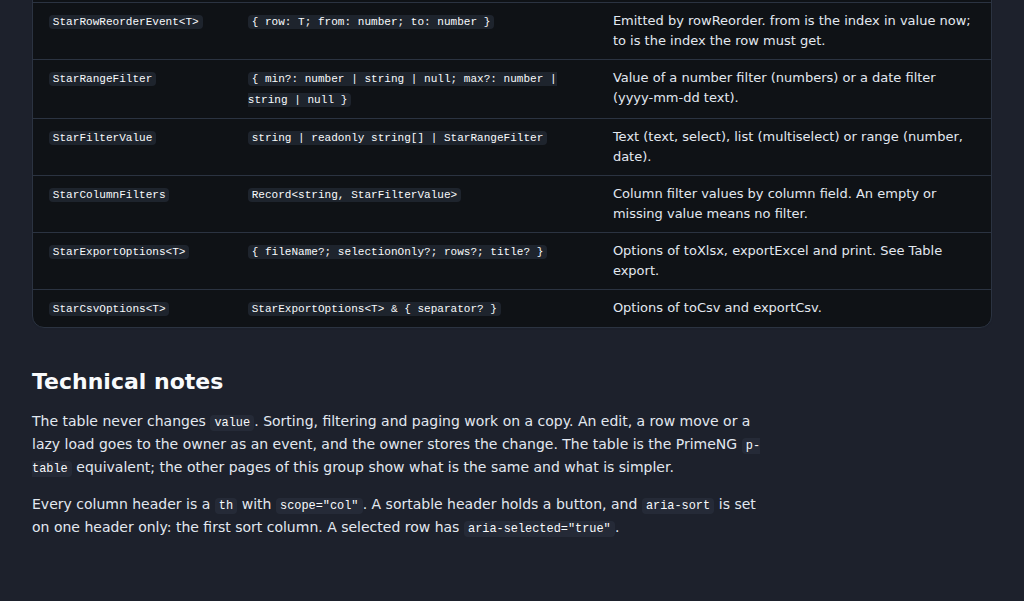 StarRowReorderEvent<T> { row: T; from: number; to: number } Emitted by rowReorder. from is the index in value now;
to is the index the row must get.
StarRangeFilter { min?: number | string | null; max?: number | Value of a number filter (numbers) or a date filter
string | null } (yyyy-mm-dd text).
StarFilterValue string | readonly string[] | StarRangeFilter Text (text, select), list (multiselect) or range (number,
date).
StarColumnFilters Record<string, StarFilterValue> Column filter values by column field. An empty or
missing value means no filter.
StarExportOptions<T> { fileName?; selectionOnly?; rows?; title? } Options of toXlsx, exportExcel and print. See Table
export.
StarCsvOptions<T> StarExportOptions<T> & { separator? } Options of toCsv and exportCsv.
Technical notes
The table never changes value. Sorting, filtering and paging work on a copy. An edit, a row move or a
lazy load goes to the owner as an event, and the owner stores the change. The table is the PrimeNG p-
table equivalent; the other pages of this group show what is the same and what is simpler.
Every column header is a th with scope="col". A sortable header holds a button, and aria-sort is set
on one header only: the first sort column. A selected row has aria-selected="true".